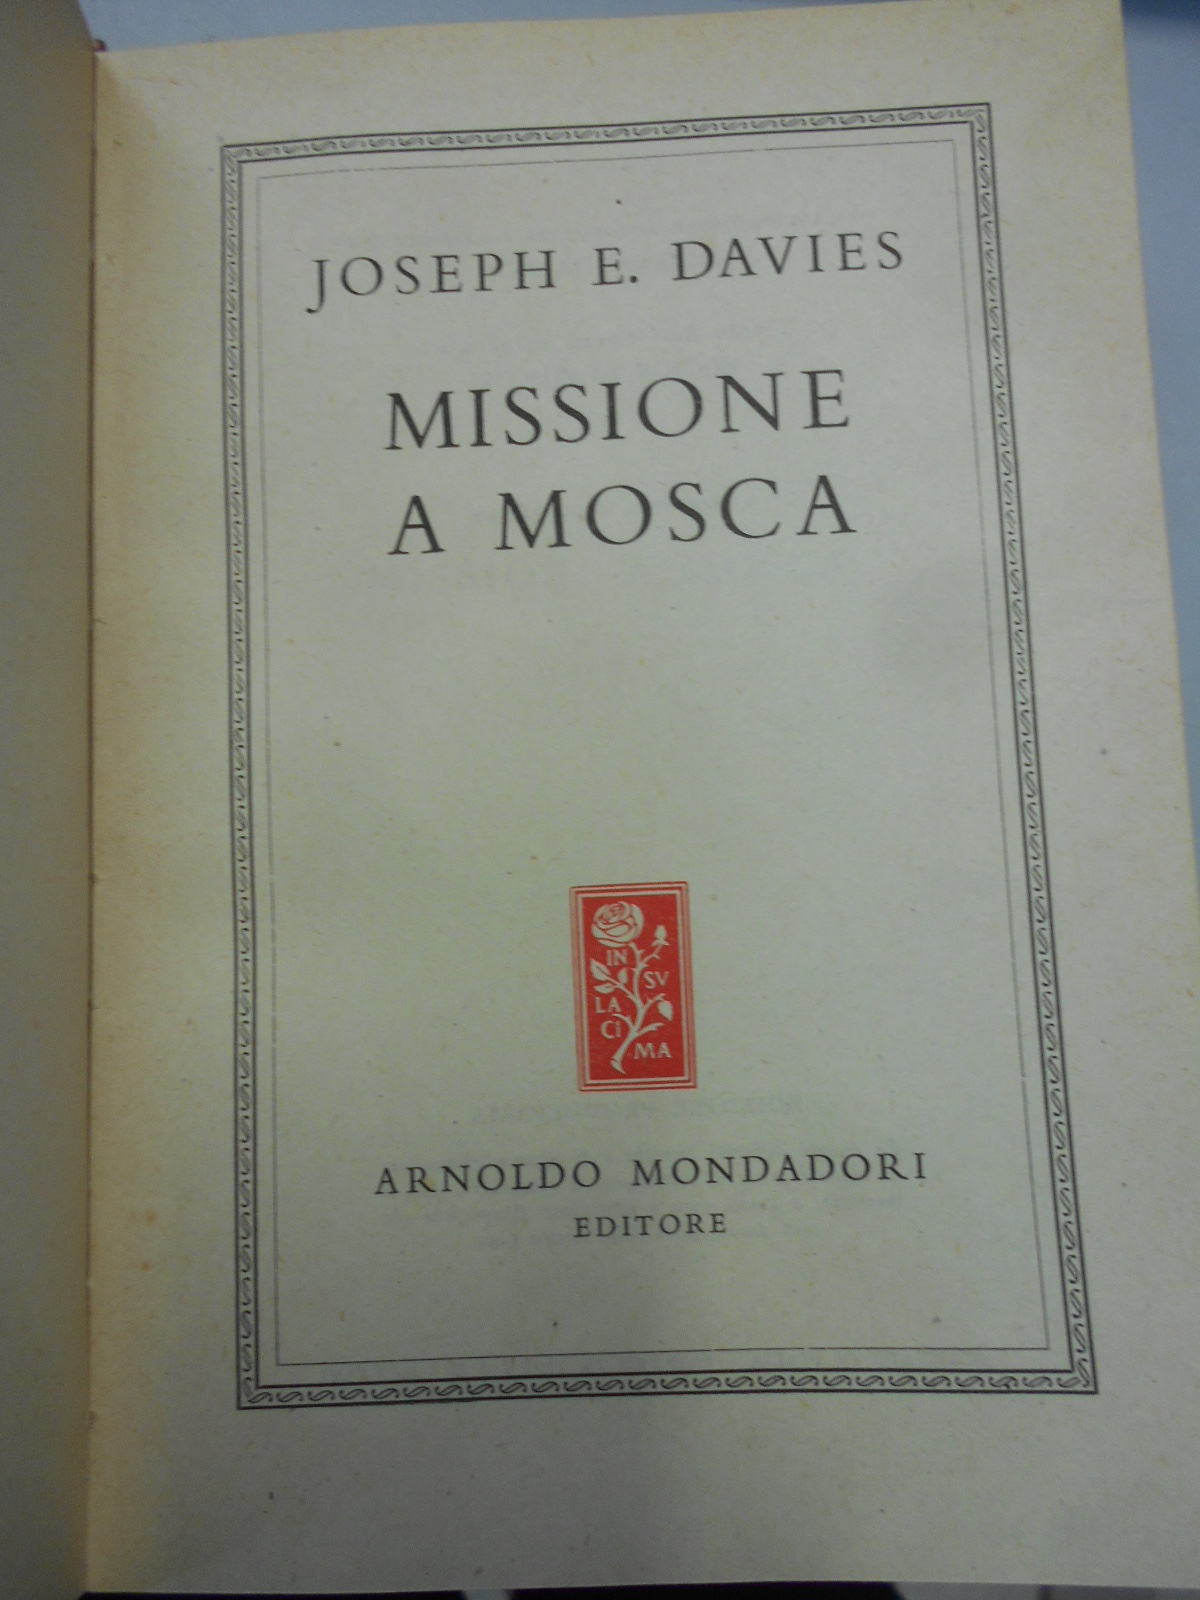 JOSEPH E. DAVIES
MISSIONE
A MOSCA
IN
SV
LA
CI
MA
ARNOLDO MONDADORI
EDITORE